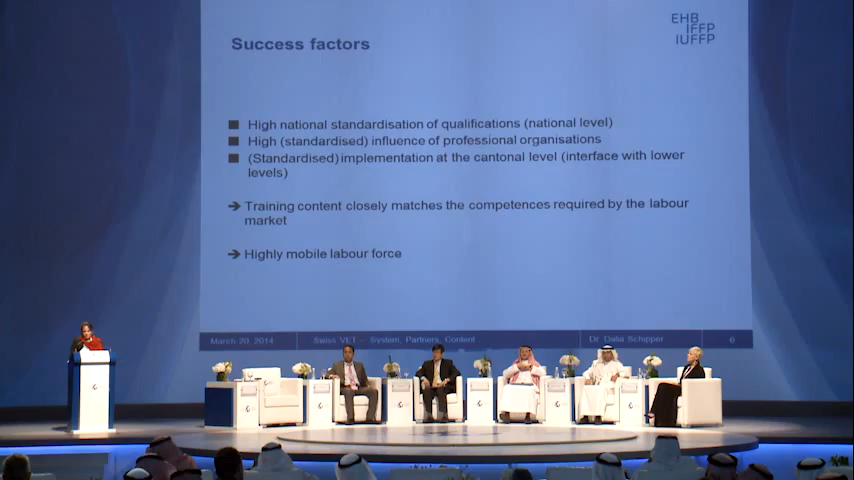 EHB
IFFP
IUFFP
Success factors
High national standardisation of qualifications (national level)
High (standardised) influence of professional organisations
(Standardised) implementation at the cantonal level (interface with lower
levels)
Training content closely matches the competences required by the labour
market
Highly mobile labour force
March 20, 2014 Swiss VET – System, Partners, Content Dr. Dalia Schipper 6